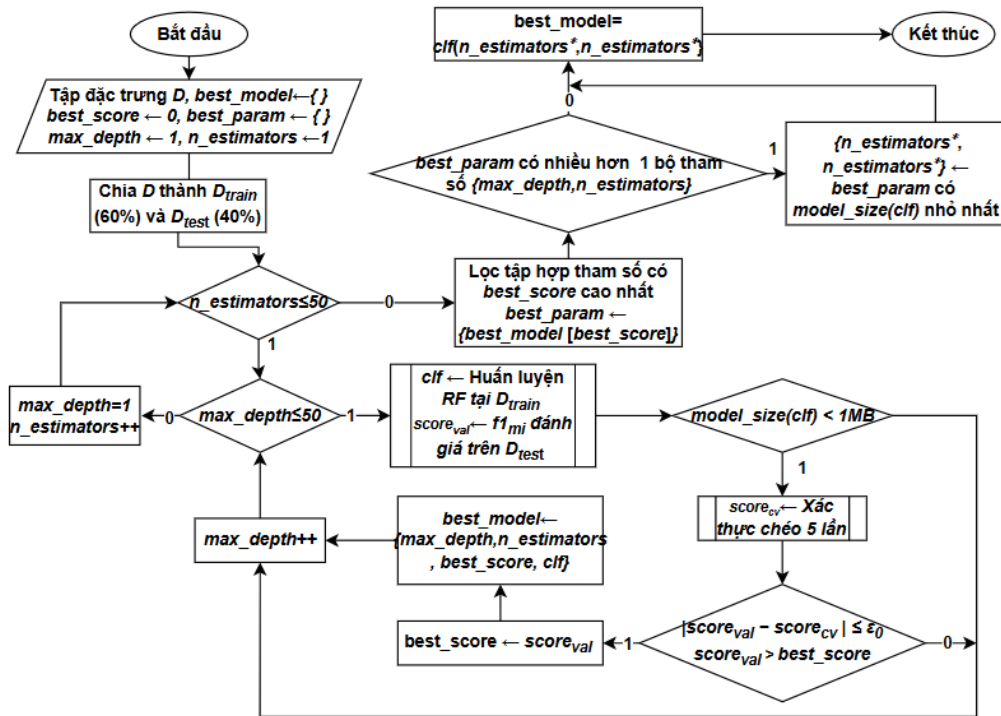 Bắt đầu
Tập đặc trưng D, best_model←{ }
best_score ← 0, best_param ← { }
max_depth ← 1, n_estimators ←1
Chia D thành Dtrain
(60%) và Dtest (40%)
n_estimators≤50
0
1
Lọc tập hợp tham số có
best_score cao nhất
best_param ←
{best_model [best_score]}
best_param có nhiều hơn 1 bộ tham
số {max_depth,n_estimators}
0
1
{n_estimators*,
n_estimators*} ←
best_param có
model_size(clf) nhỏ nhất
best_model=
clf(n_estimators*,n_estimators*}
Kết thúc
max_depth=1
n_estimators++
0
max_depth≤50
1
clf ← Huấn luyện
RF tại Dtrain
scoreval← f1mi đánh
giá trên Dtest
model_size(clf) < 1MB
0
1
scorecv← Xác
thực chéo 5 lần
|scoreval − scorecv | ≤ ε0
scoreval > best_score
0
1
best_score ← scoreval
best_model←
{max_depth,n_estimators
, best_score, clf}
max_depth++